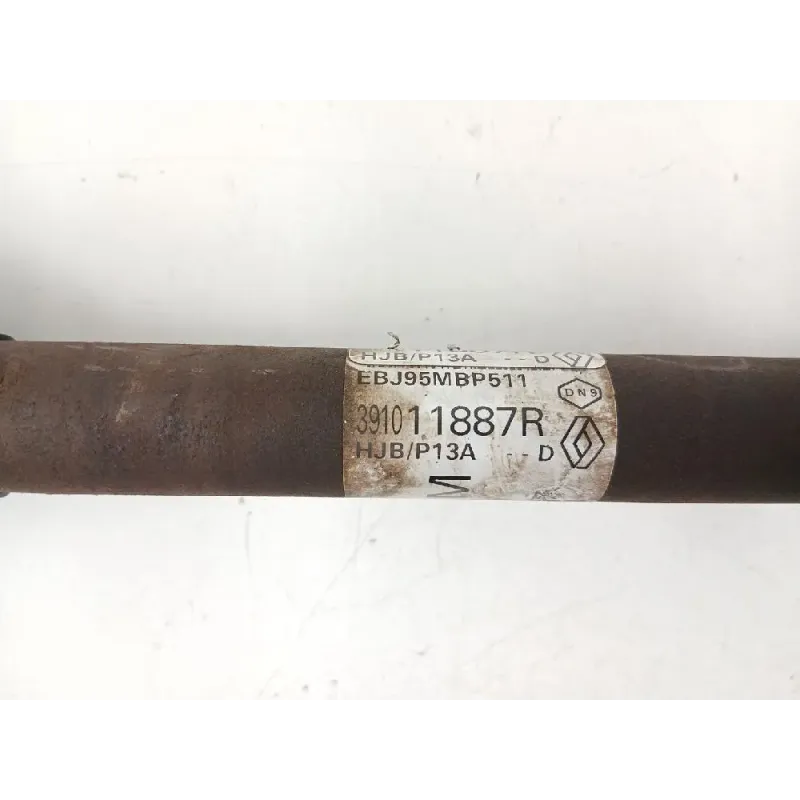 HJB/P13A - - D
EBJ95MBP511
DN9
391011887R
HJB/P13A - - D
M